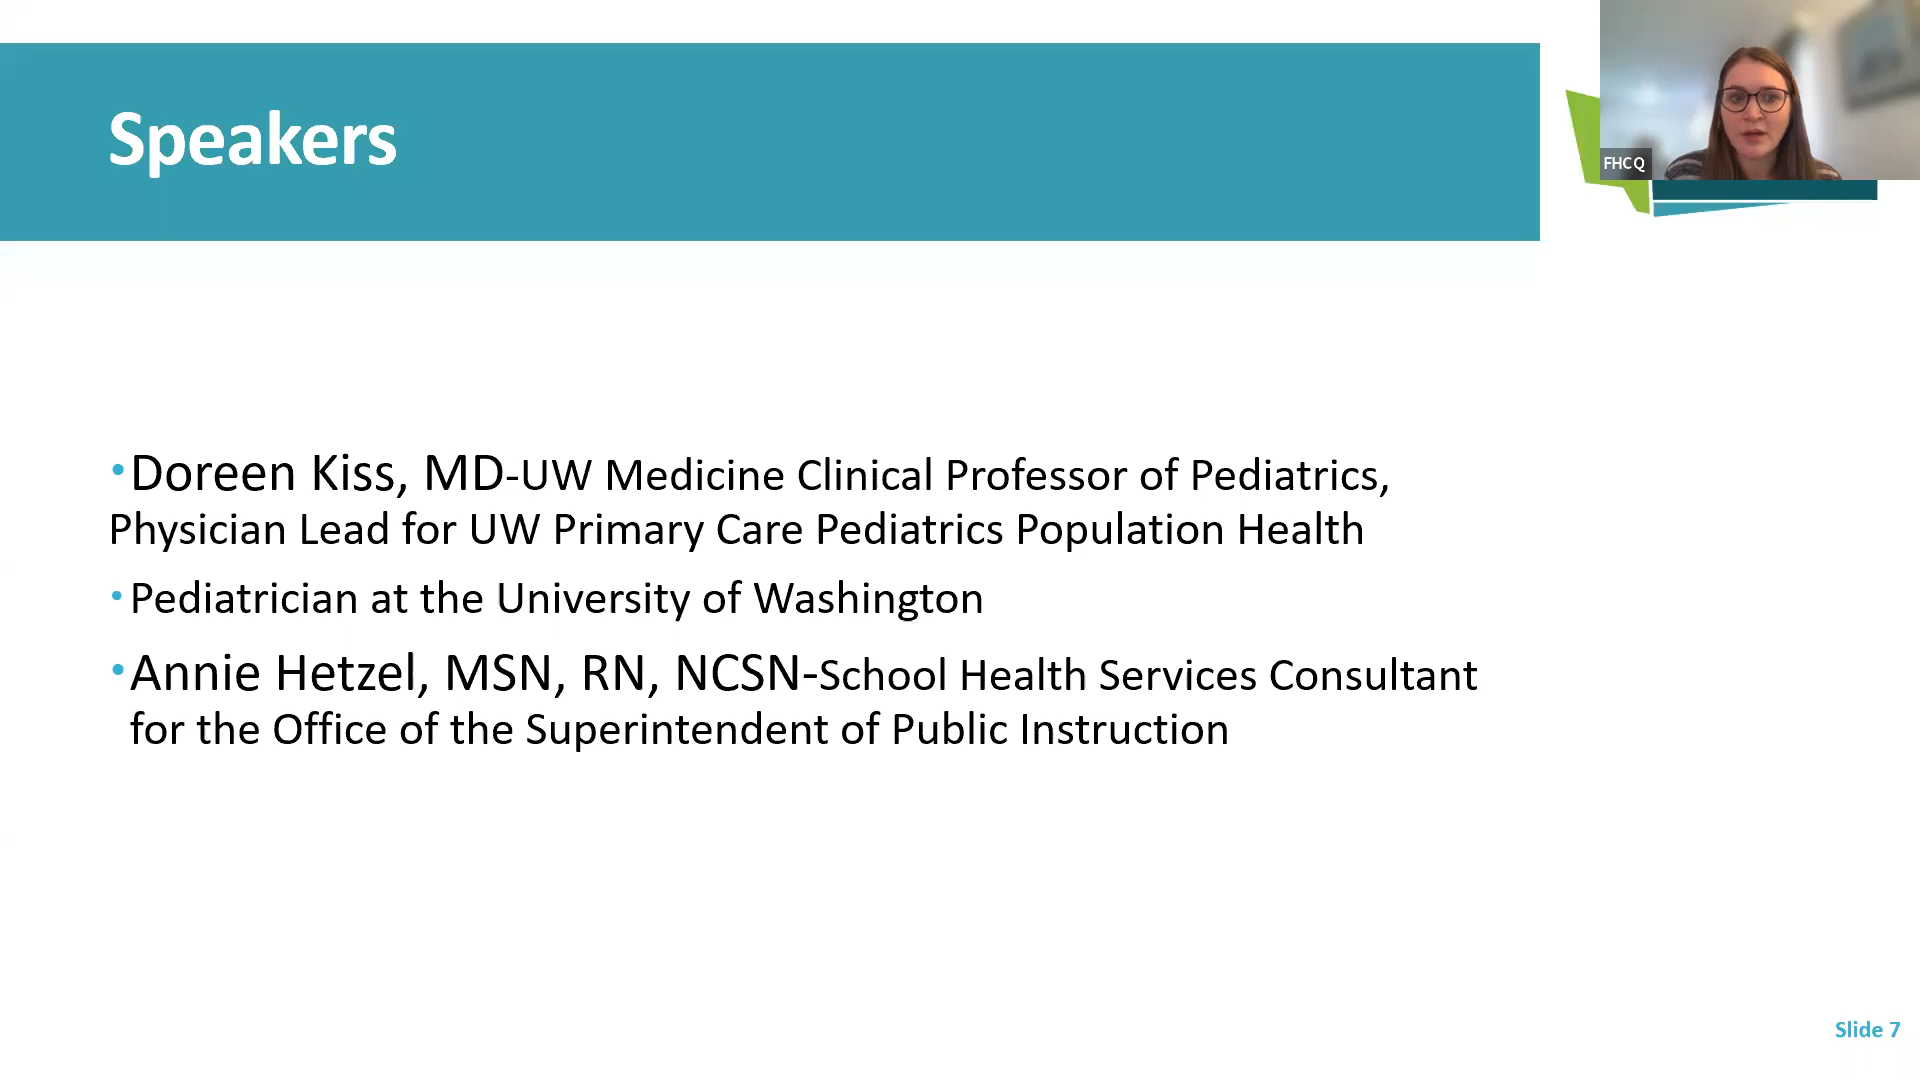 Speakers
FHCQ
•Doreen Kiss, MD-UW Medicine Clinical Professor of Pediatrics,
Physician Lead for UW Primary Care Pediatrics Population Health
•Pediatrician at the University of Washington
•Annie Hetzel, MSN, RN, NCSN-School Health Services Consultant
for the Office of the Superintendent of Public Instruction
Slide 7